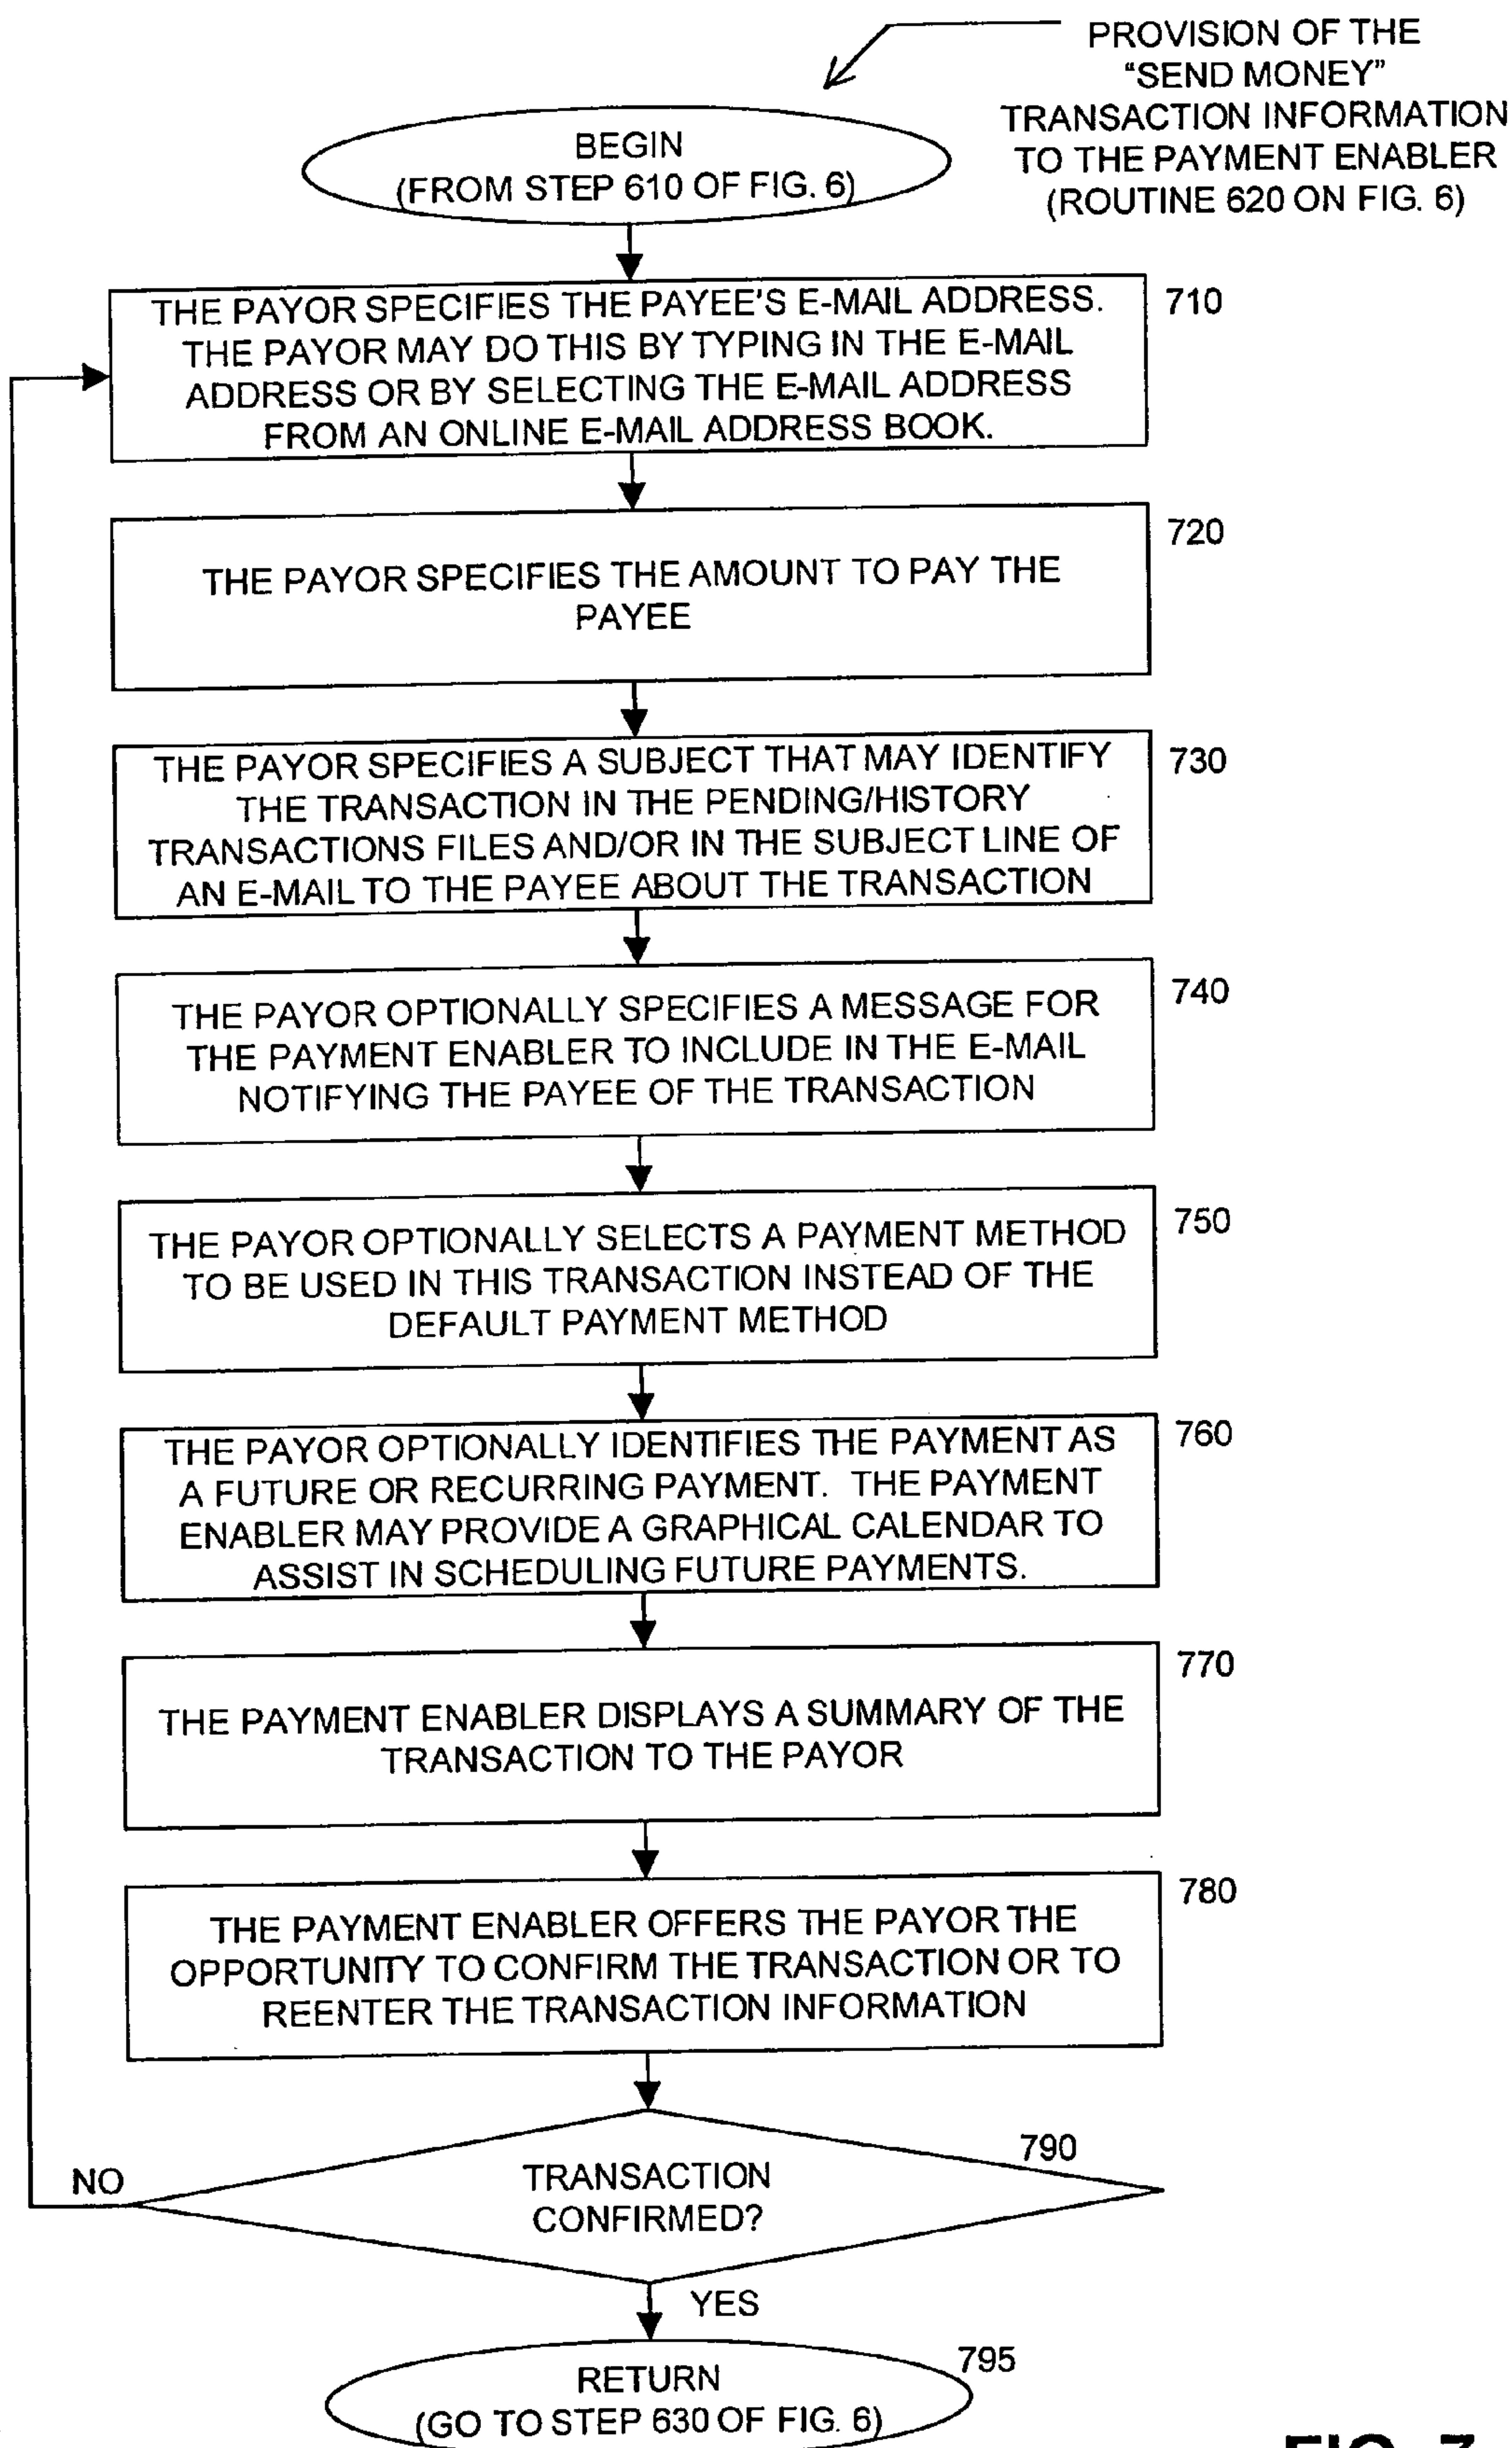 PROVISION OF THE
“SEND MONEY”
TRANSACTION INFORMATION
TO THE PAYMENT ENABLER
(ROUTINE 620 ON FIG. 6)
BEGIN
(FROM STEP 610 OF FIG. 6)
710
THE PAYOR SPECIFIES THE PAYEE'S E-MAIL ADDRESS.
THE PAYOR MAY DO THIS BY TYPING IN THE E-MAIL
ADDRESS OR BY SELECTING THE E-MAIL ADDRESS
FROM AN ONLINE E-MAIL ADDRESS BOOK.
720
THE PAYOR SPECIFIES THE AMOUNT TO PAY THE
PAYEE
730
THE PAYOR SPECIFIES A SUBJECT THAT MAY IDENTIFY
THE TRANSACTION IN THE PENDING/HISTORY
TRANSACTIONS FILES AND/OR IN THE SUBJECT LINE OF
AN E-MAIL TO THE PAYEE ABOUT THE TRANSACTION
740
THE PAYOR OPTIONALLY SPECIFIES A MESSAGE FOR
THE PAYMENT ENABLER TO INCLUDE IN THE E-MAIL
NOTIFYING THE PAYEE OF THE TRANSACTION
750
THE PAYOR OPTIONALLY SELECTS A PAYMENT METHOD
TO BE USED IN THIS TRANSACTION INSTEAD OF THE
DEFAULT PAYMENT METHOD
760
THE PAYOR OPTIONALLY IDENTIFIES THE PAYMENT AS
A FUTURE OR RECURRING PAYMENT. THE PAYMENT
ENABLER MAY PROVIDE A GRAPHICAL CALENDAR TO
ASSIST IN SCHEDULING FUTURE PAYMENTS.
770
THE PAYMENT ENABLER DISPLAYS A SUMMARY OF THE
TRANSACTION TO THE PAYOR
780
THE PAYMENT ENABLER OFFERS THE PAYOR THE
OPPORTUNITY TO CONFIRM THE TRANSACTION OR TO
REENTER THE TRANSACTION INFORMATION
790
NO
TRANSACTION
CONFIRMED?
YES
795
RETURN
(GO TO STEP 630 OF FIG. 6)
FIG. 7